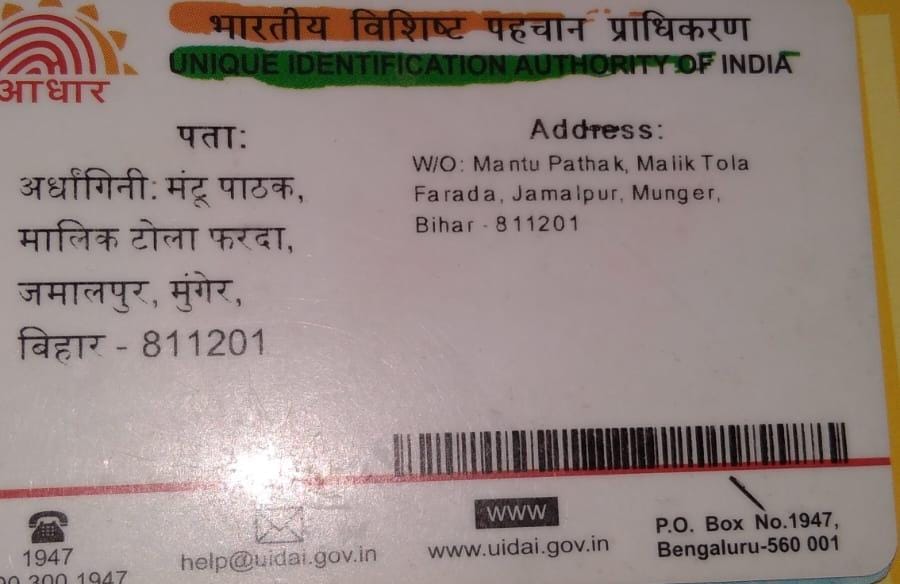 भारतीय विशिष्ट पहचान प्राधिकरण
UNIQUE IDENTIFICATION AUTHORITY OF INDIA
आधार
पता:
अर्धांगिनी: मंटू पाठक,
मालिक टोला फरदा,
जमालपुर, मुंगेर,
बिहार - 811201
Address:
W/O: Mantu Pathak, Malik Tola
Farada, Jamalpur, Munger,
Bihar - 811201
1947
300 1947
help@uidai.gov.in
WWW
www.uidai.gov.in
P.O. Box No.1947,
Bengaluru-560 001